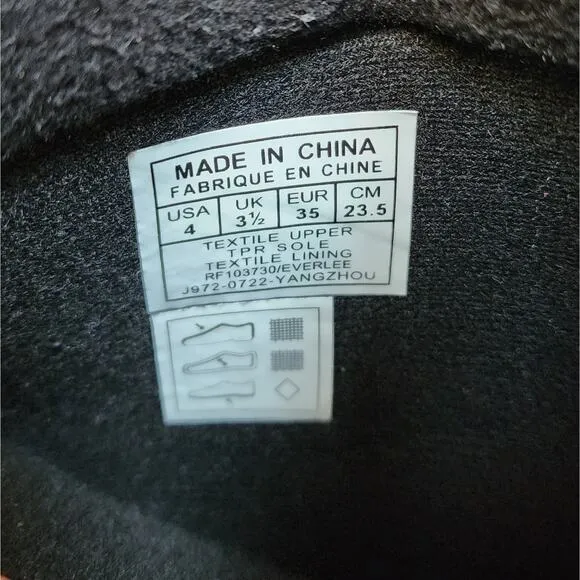 MADE IN CHINA
FABRIQUE EN CHINE
USA UK EUR CM
4 3½ 35 23.5
TEXTILE UPPER
TPR SOLE
TEXTILE LINING
RF103730/EVERLEE
J972-0722-YANGZHOU